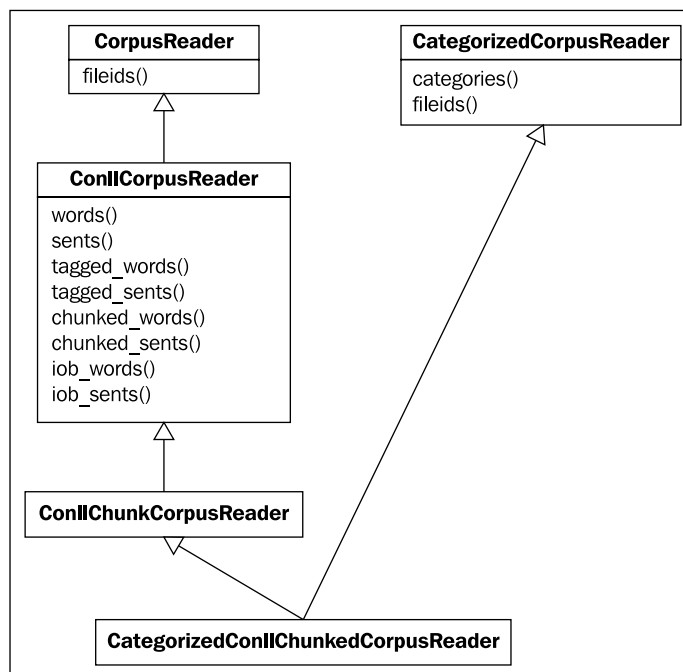 CorpusReader
fileids()
CategorizedCorpusReader
categories()
fileids()
ConllCorpusReader
words()
sents()
tagged_words()
tagged_sents()
chunked_words()
chunked_sents()
iob_words()
iob_sents()
ConllChunkCorpusReader
CategorizedConllChunkedCorpusReader